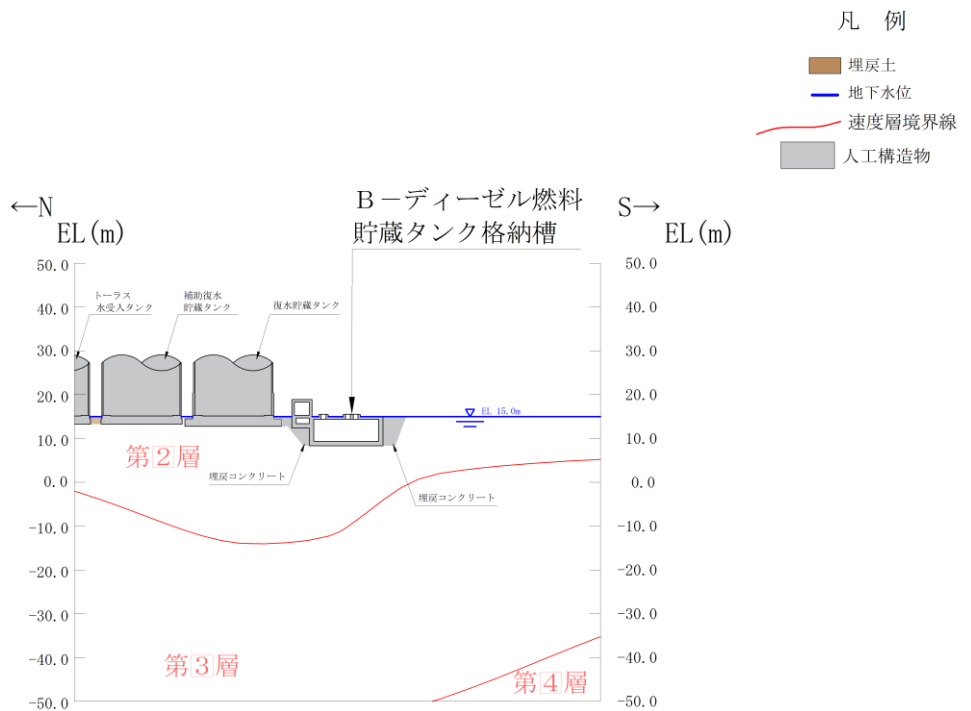 凡 例
埋戻土
地下水位
速度層境界線
人工構造物
←N
EL(m)
B-ディーゼル燃料
貯蔵タンク格納槽
S→
EL(m)
50.0
40.0
30.0
20.0
10.0
0.0
-10.0
-20.0
-30.0
-40.0
-50.0
トーラス
水受入タンク
補助復水
貯蔵タンク
復水貯蔵タンク
EL 15.0m
第②層
埋戻コンクリート
埋戻コンクリート
第③層
第④層
50.0
40.0
30.0
20.0
10.0
0.0
-10.0
-20.0
-30.0
-40.0
-50.0